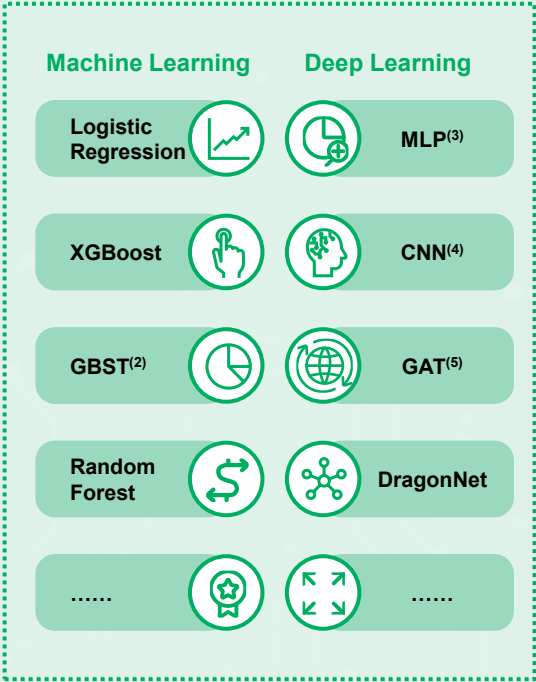 Machine Learning
Deep Learning
Logistic
Regression
MLP(3)
XGBoost
CNN(4)
GBST(2)
GAT(5)
Random
Forest
DragonNet
......
......